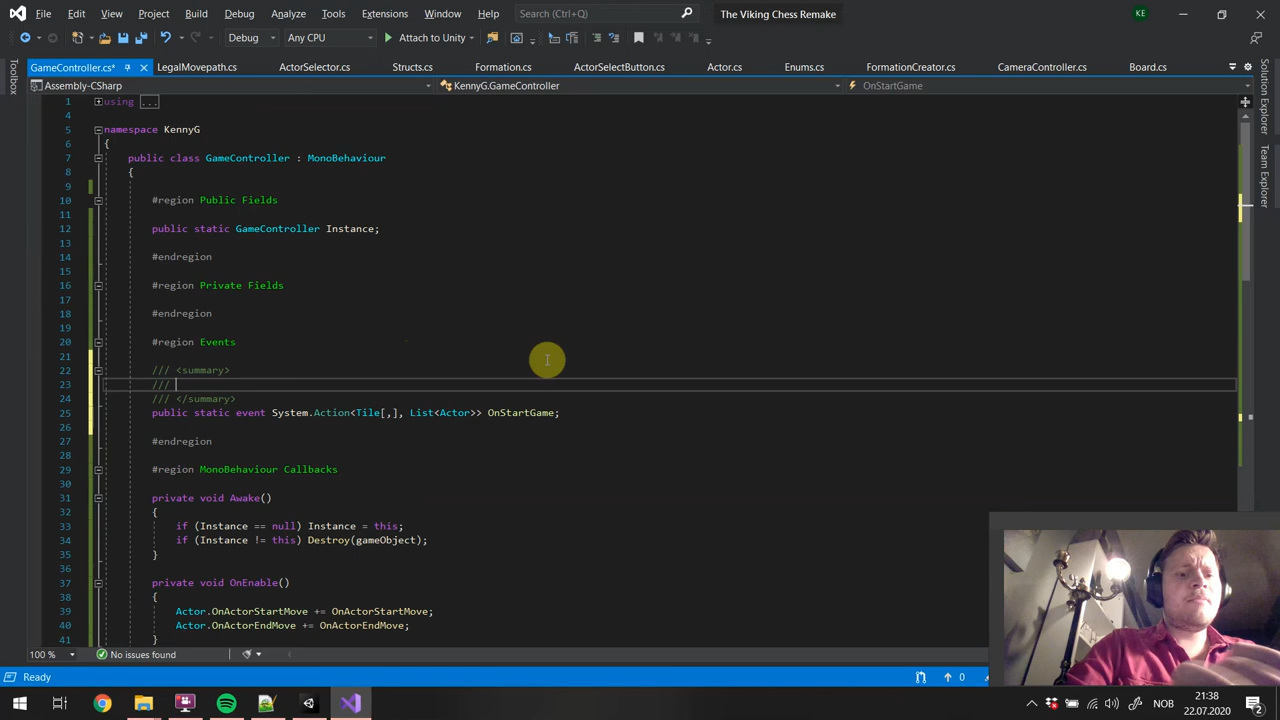 File Edit View Project Build Debug Analyze Tools Extensions Window Help Search (Ctrl+Q) The Viking Chess Remake KE
Debug Any CPU Attach to Unity
GameController.cs* LegalMovepath.cs ActorSelector.cs Structs.cs Formation.cs ActorSelectButton.cs Actor.cs Enums.cs FormationCreator.cs CameraController.cs Board.cs
Assembly-CSharp KennyG.GameController OnStartGame
Toolbox
Solution Explorer
Team Explorer
1 using ...
4
5 namespace KennyG
6 {
7 public class GameController : MonoBehaviour
8 {
9
10 #region Public Fields
11
12 public static GameController Instance;
13
14 #endregion
15
16 #region Private Fields
17
18 #endregion
19
20 #region Events
21
22 /// <summary>
23 ///
24 /// </summary>
25 public static event System.Action<Tile[,], List<Actor>> OnStartGame;
26
27 #endregion
28
29 #region MonoBehaviour Callbacks
30
31 private void Awake()
32 {
33 if (Instance == null) Instance = this;
34 if (Instance != this) Destroy(gameObject);
35 }
36
37 private void OnEnable()
38 {
39 Actor.OnActorStartMove += OnActorStartMove;
40 Actor.OnActorEndMove += OnActorEndMove;
41 }
100 % No issues found
Ready 0
NOB 21:38
22.07.2020 2